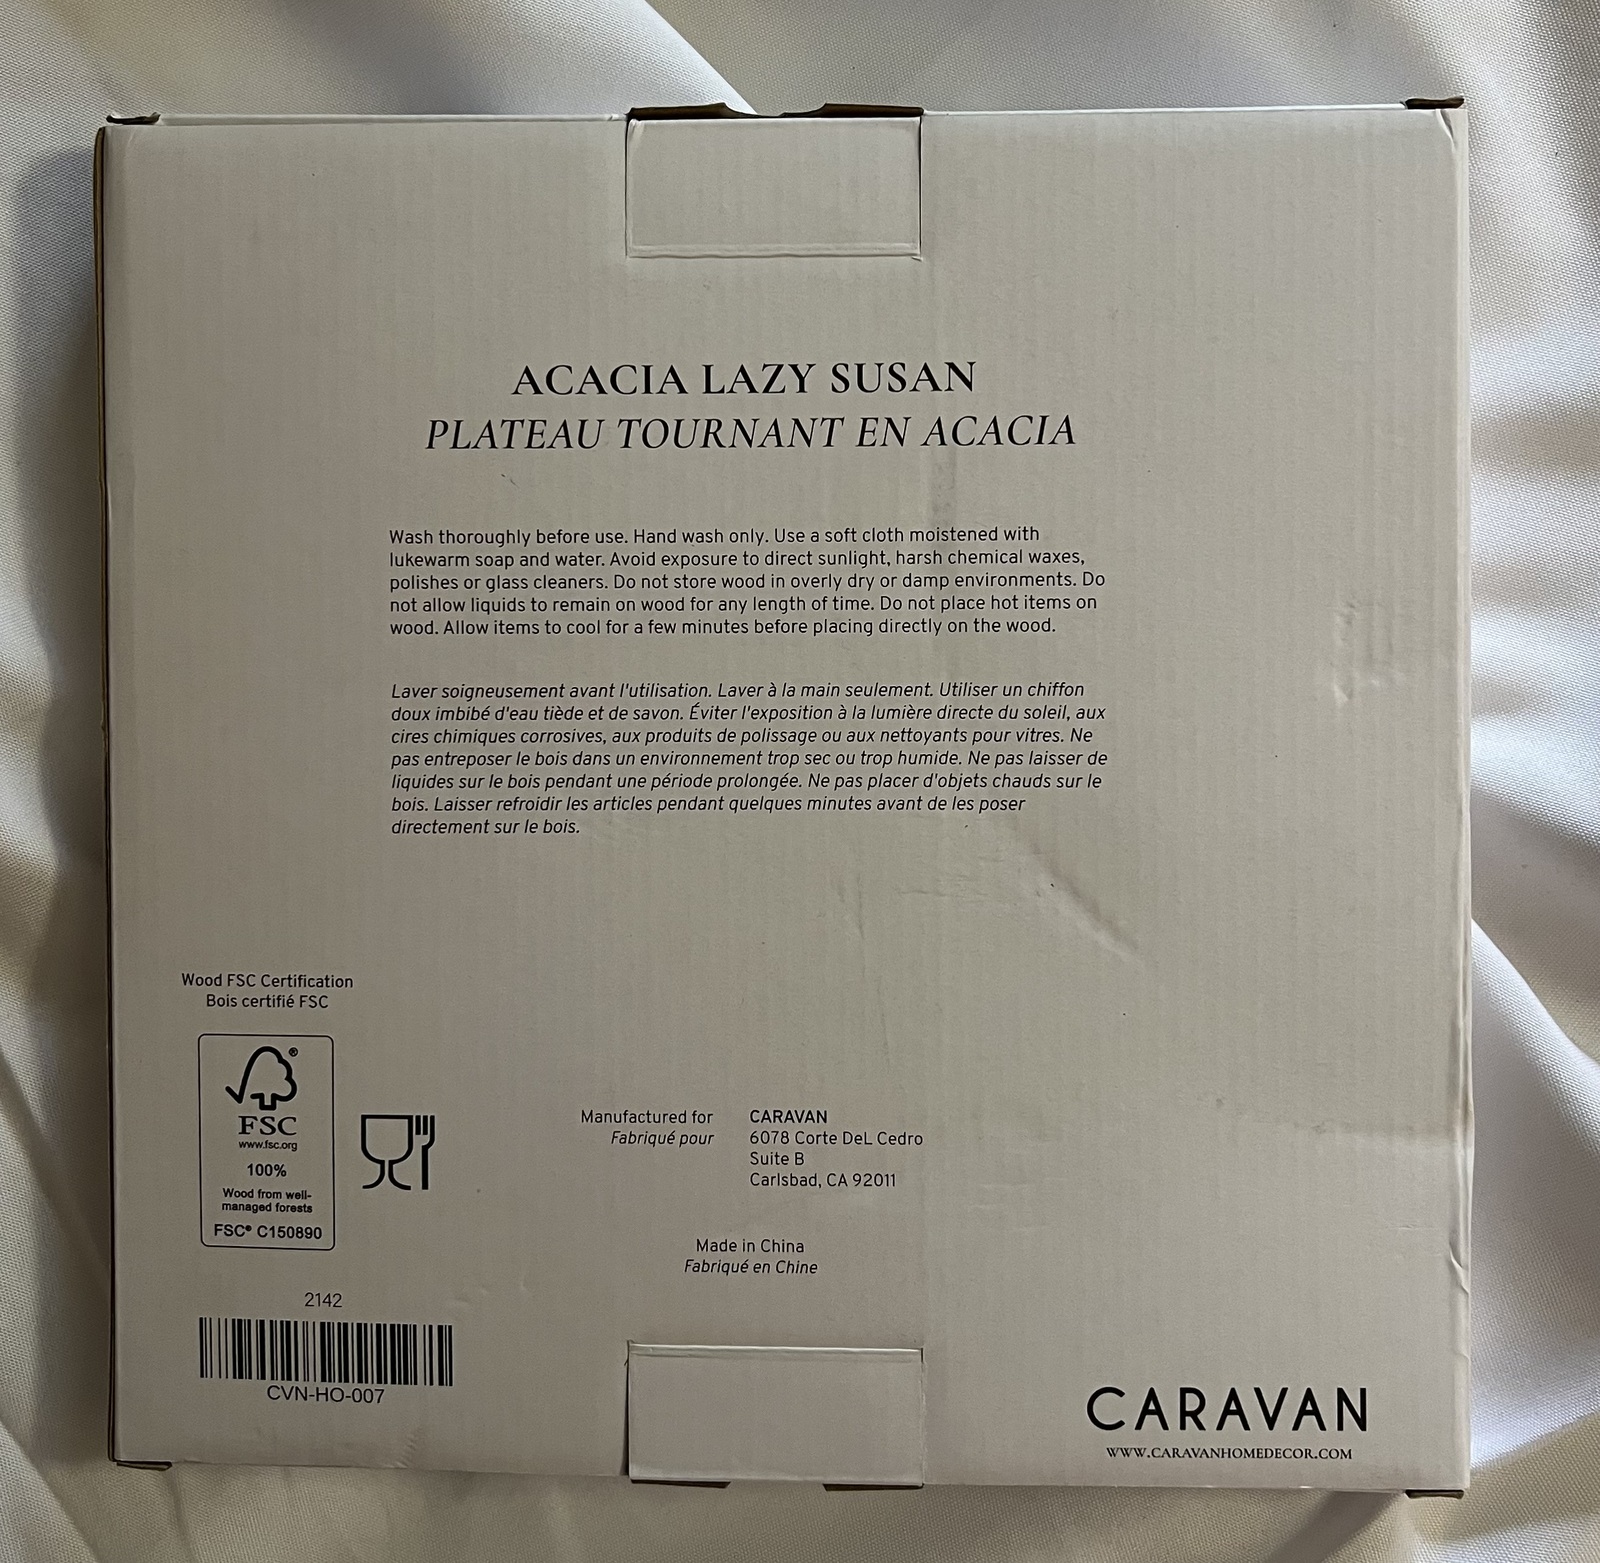 ACACIA LAZY SUSAN
PLATEAU TOURNANT EN ACACIA
Wash thoroughly before use. Hand wash only. Use a soft cloth moistened with
lukewarm soap and water. Avoid exposure to direct sunlight, harsh chemical waxes,
polishes or glass cleaners. Do not store wood in overly dry or damp environments. Do
not allow liquids to remain on wood for any length of time. Do not place hot items on
wood. Allow items to cool for a few minutes before placing directly on the wood.
Laver soigneusement avant l'utilisation. Laver à la main seulement. Utiliser un chiffon
doux imbibé d'eau tiède et de savon. Éviter l'exposition à la lumière directe du soleil, aux
cires chimiques corrosives, aux produits de polissage ou aux nettoyants pour vitres. Ne
pas entreposer le bois dans un environnement trop sec ou trop humide. Ne pas laisser de
liquides sur le bois pendant une période prolongée. Ne pas placer d'objets chauds sur le
bois. Laisser refroidir les articles pendant quelques minutes avant de les poser
directement sur le bois.
Wood FSC Certification
Bois certifié FSC
®
FSC
www.fsc.org
100%
Wood from well-
managed forests
FSC® C150890
Manufactured for
Fabriqué pour
CARAVAN
6078 Corte DeL Cedro
Suite B
Carlsbad, CA 92011
Made in China
Fabriqué en Chine
2142
CVN-HO-007
CARAVAN
WWW.CARAVANHOMEDECOR.COM